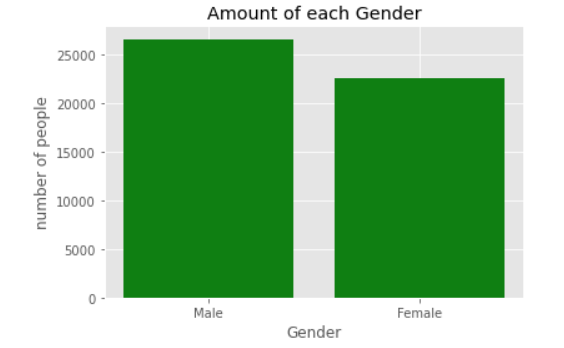 Amount of each Gender
number of people
25000
20000
15000
10000
5000
0
Male Female
Gender